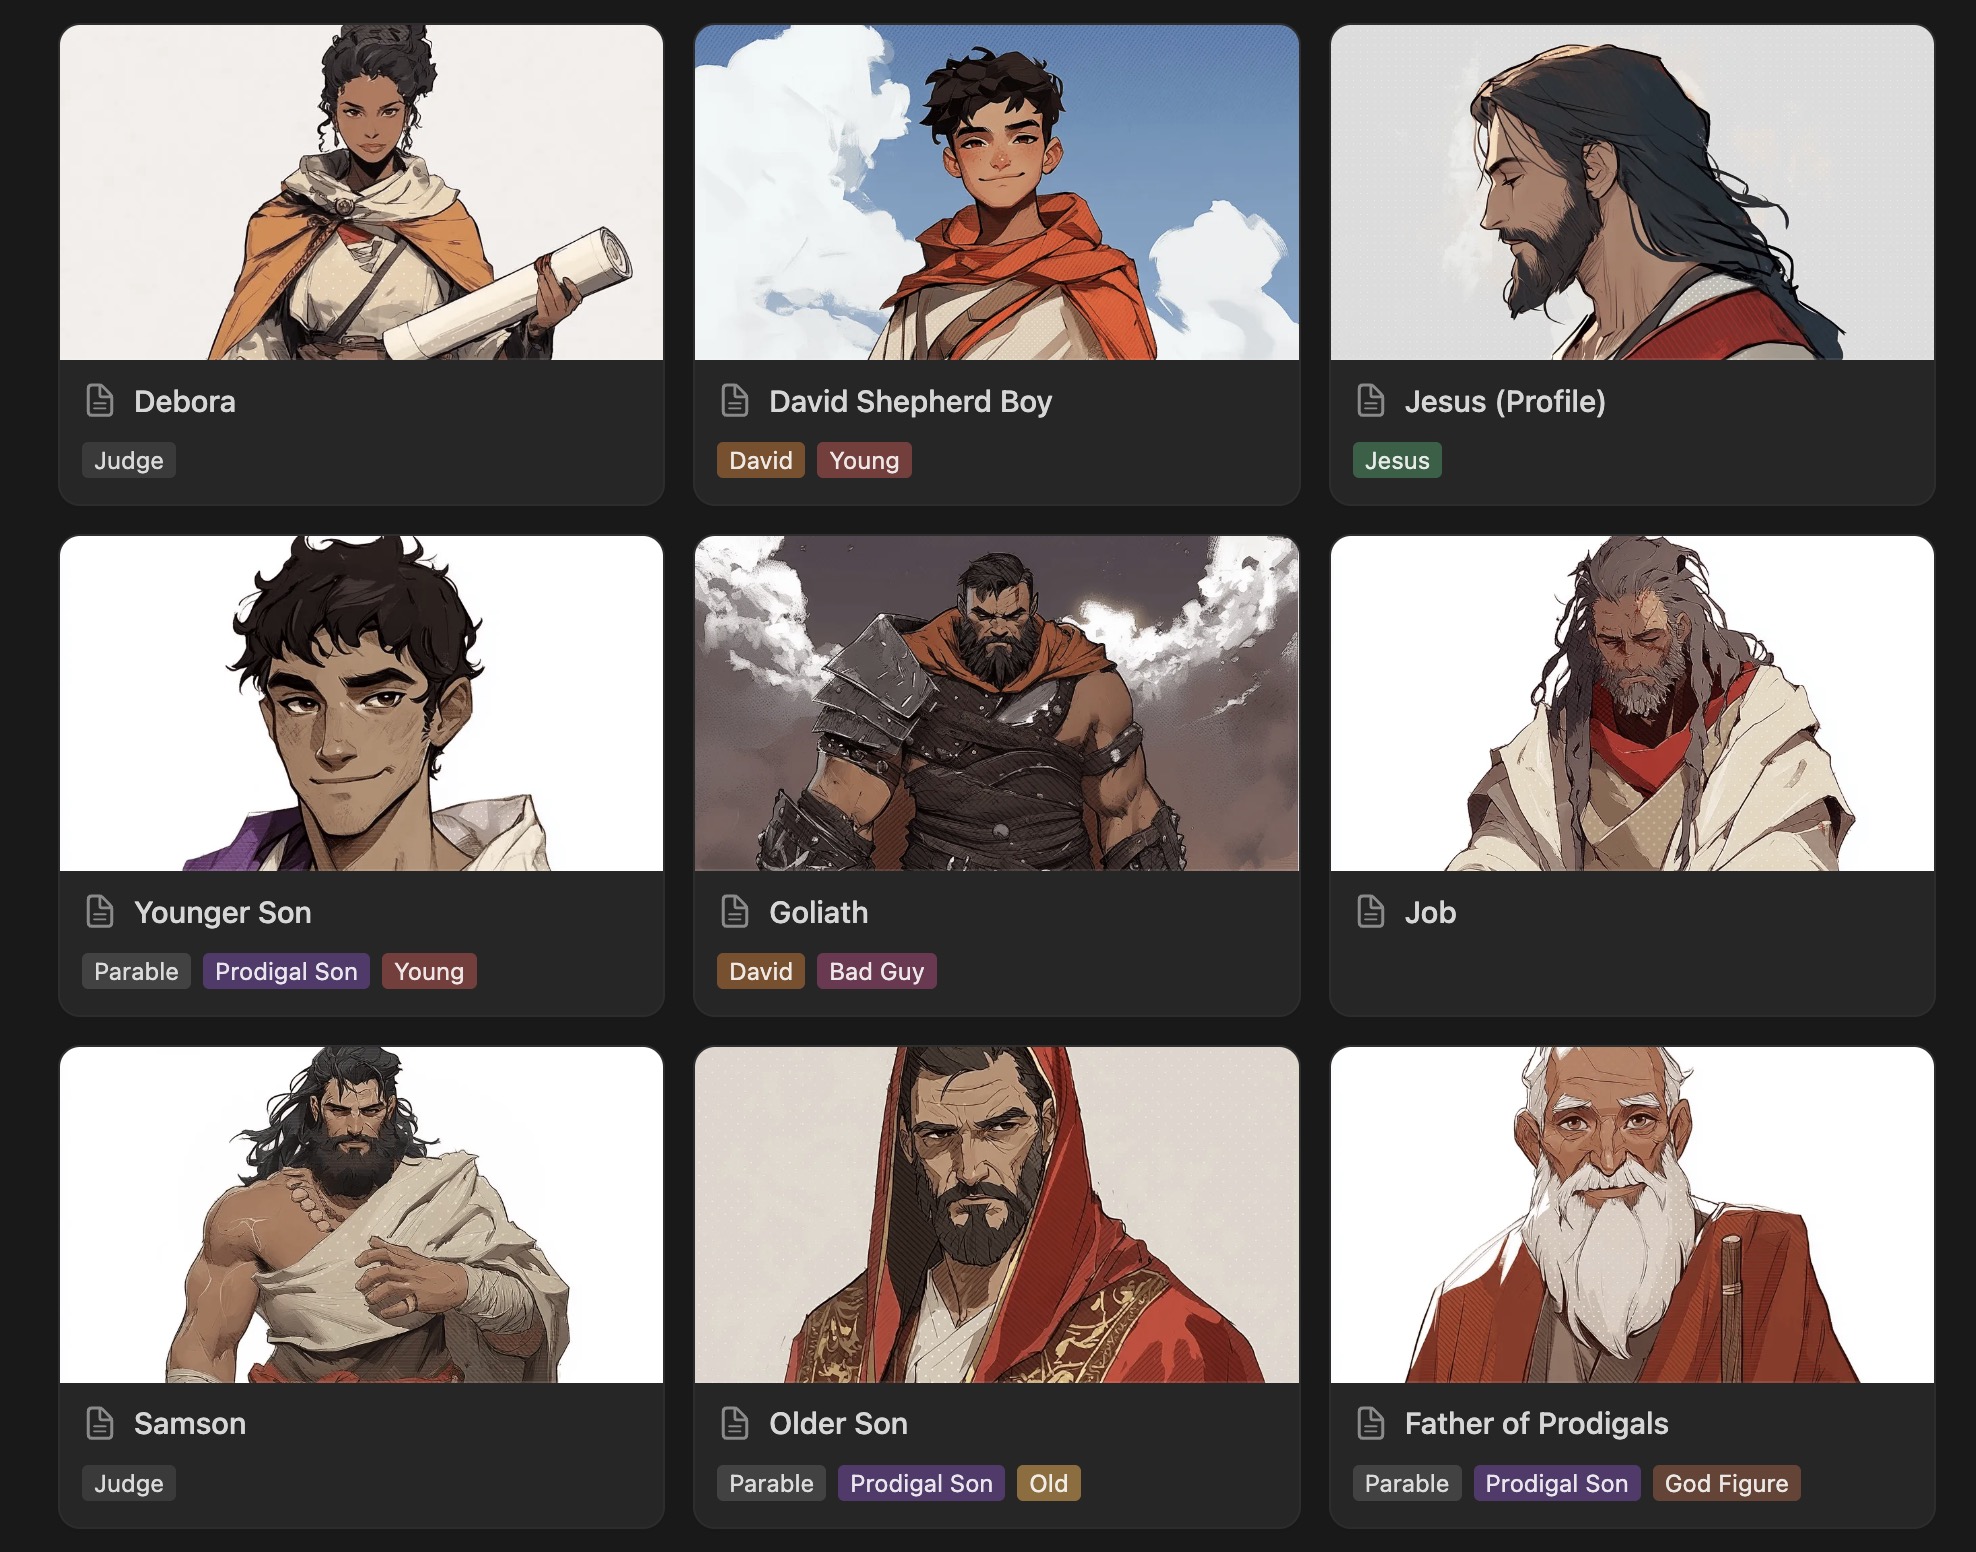 Debora
Judge
David Shepherd Boy
David Young
Jesus (Profile)
Jesus
Younger Son
Parable Prodigal Son Young
Goliath
David Bad Guy
Job
Samson
Judge
Older Son
Parable Prodigal Son Old
Father of Prodigals
Parable Prodigal Son God Figure